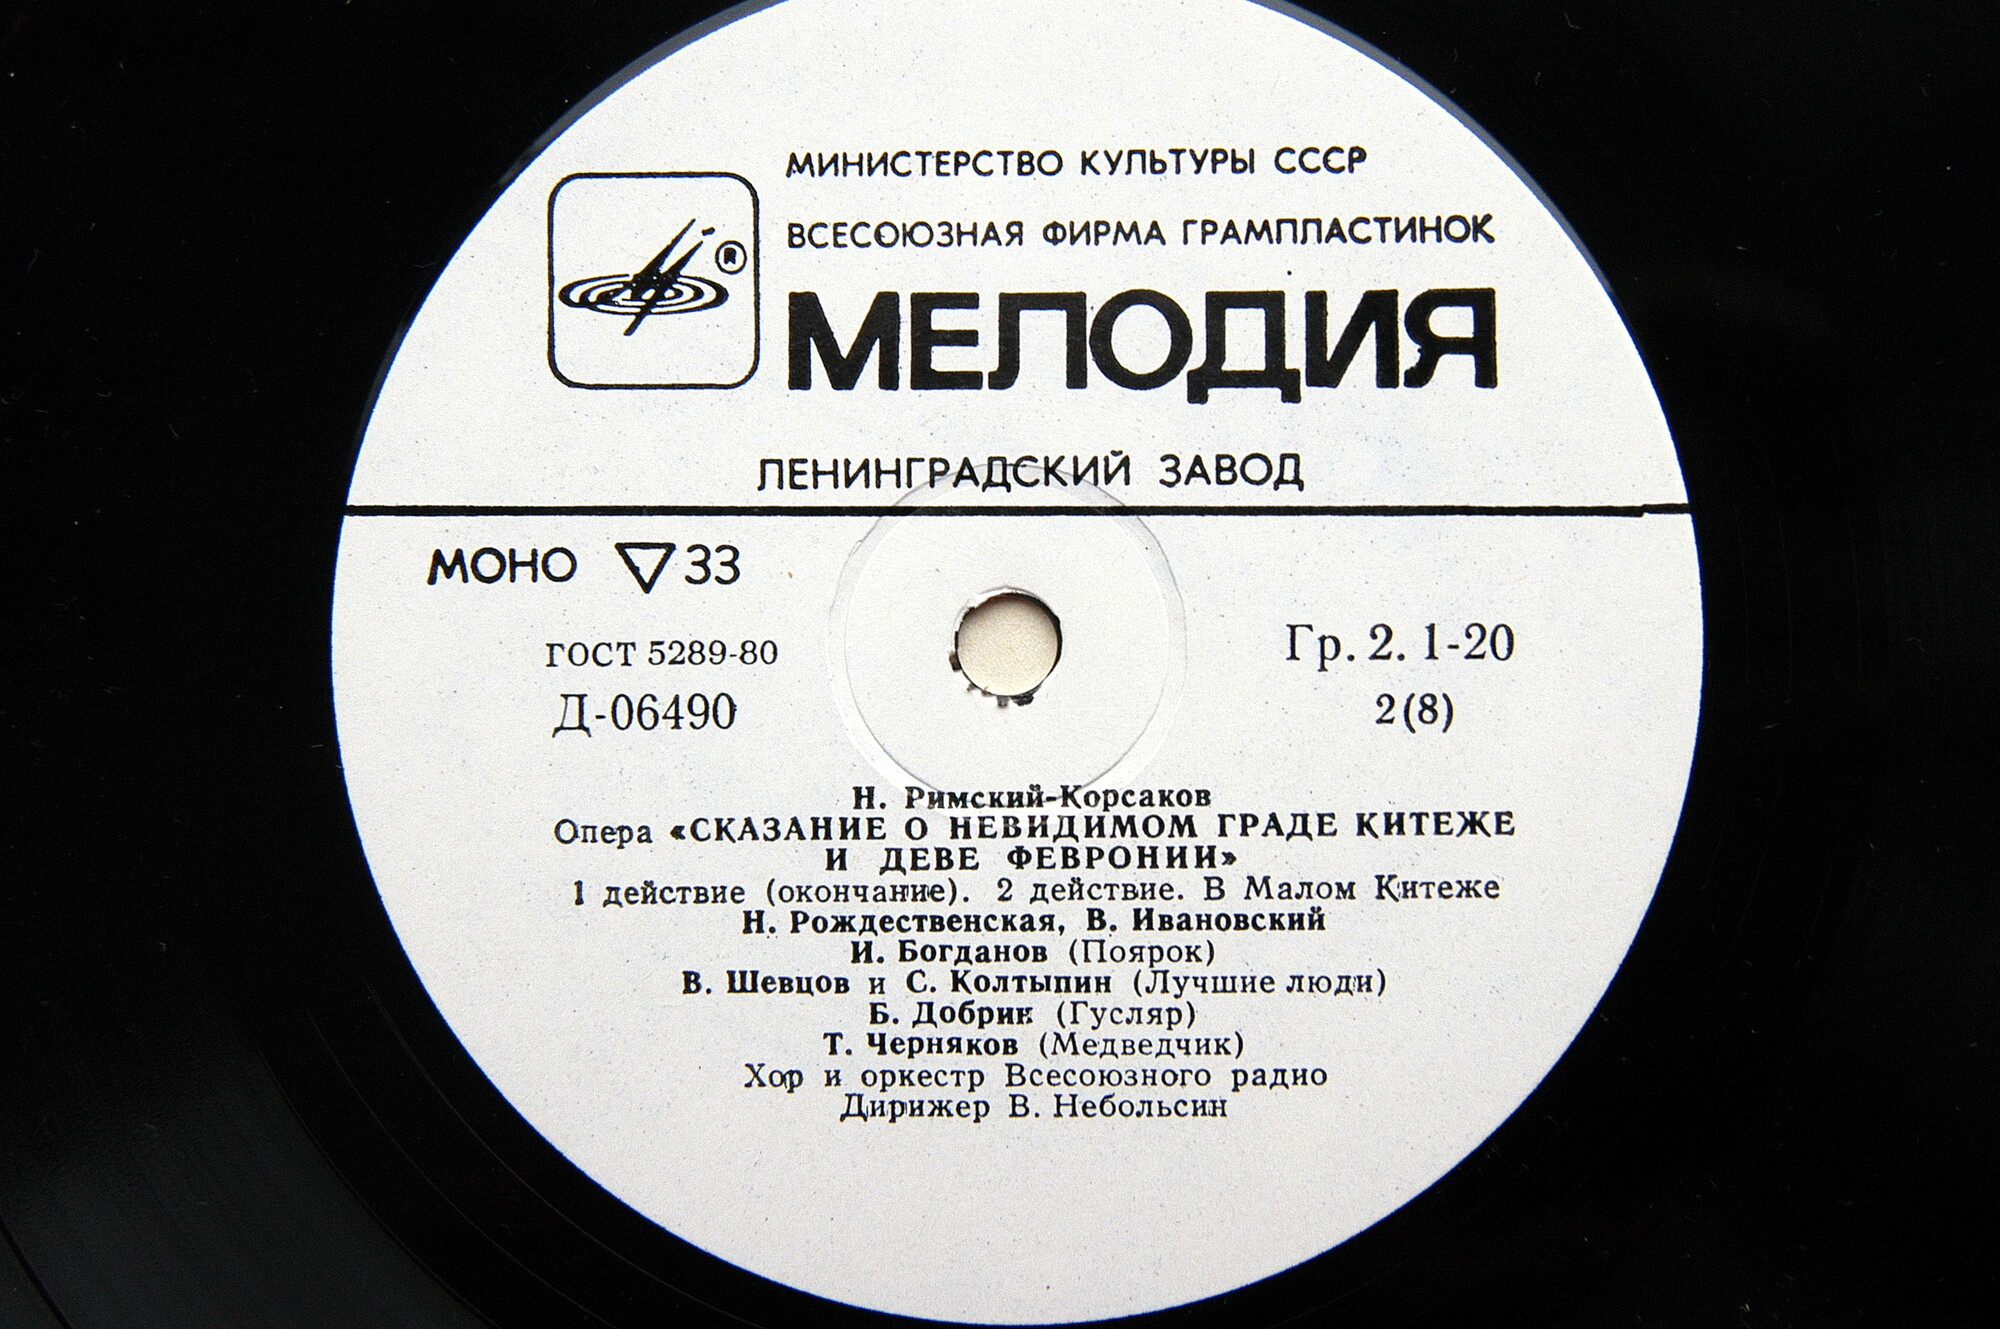 МИНИСТЕРСТВО КУЛЬТУРЫ СССР
ВСЕСОЮЗНАЯ ФИРМА ГРАМПЛАСТИНОК
®
МЕЛОДИЯ
ЛЕНИНГРАДСКИЙ ЗАВОД
МОНО ▽33
ГОСТ 5289-80
Гр. 2. 1-20
Д-06490
2(8)
Н. Римский-Корсаков
Опера «СКАЗАНИЕ О НЕВИДИМОМ ГРАДЕ КИТЕЖЕ
И ДЕВЕ ФЕВРОНИИ»
1 действие (окончание). 2 действие. В Малом Китеже
Н. Рождественская, В. Ивановский
И. Богданов (Поярок)
В. Шевцов и С. Колтыпин (Лучшие люди)
Б. Добрин (Гусляр)
Т. Черняков (Медведчик)
Хор и оркестр Всесоюзного радио
Дирижер В. Небольсин